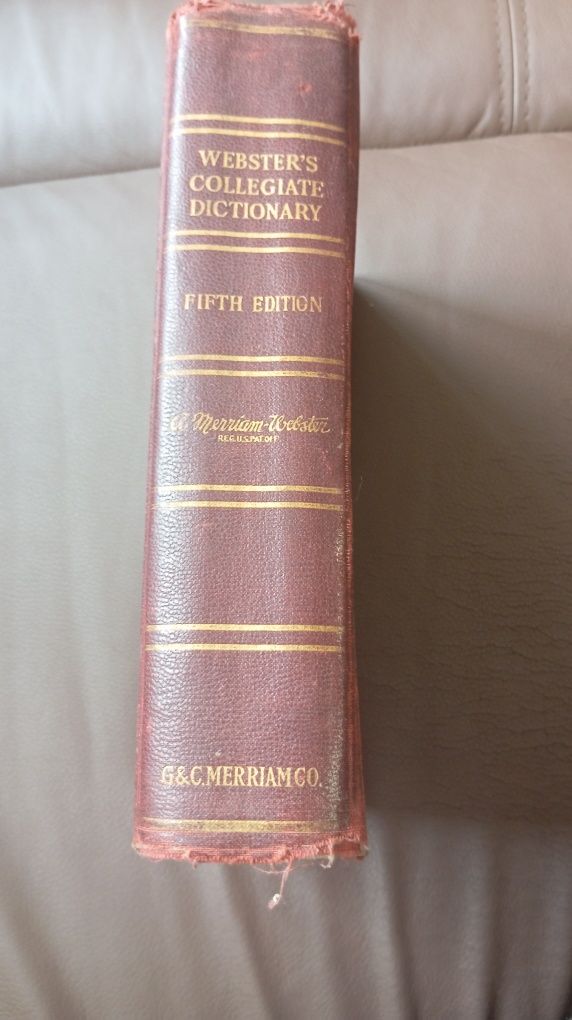 WEBSTER'S
COLLEGIATE
DICTIONARY
FIFTH EDITION
A Merriam-Webster
REG.U.S.PAT.OFF
G&C.MERRIAM CO.